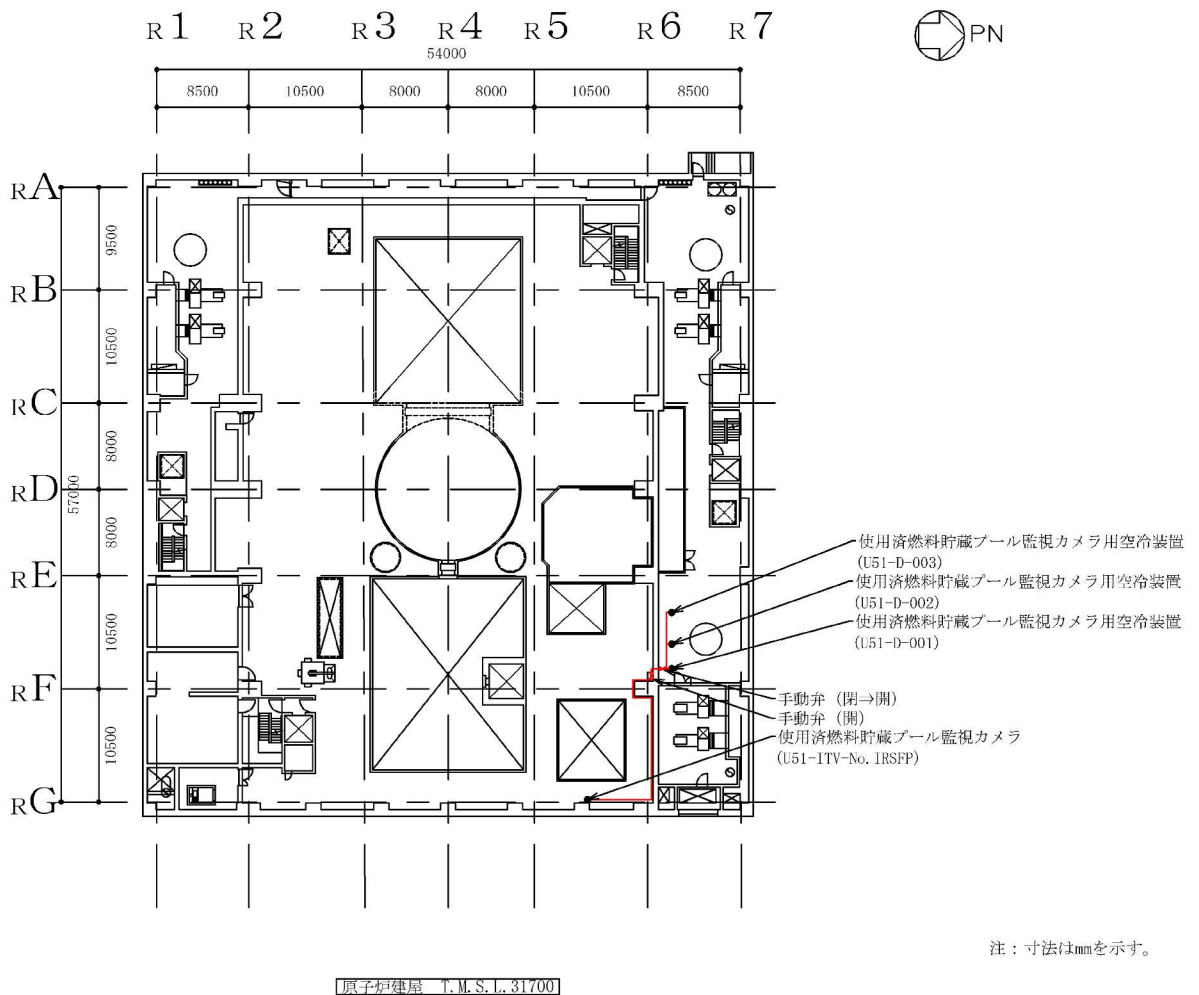 R1 R2 R3 R4 R5 R6 R7
PN
54000
8500 10500 8000 8000 10500 8500
RA
9500
RB
10500
RC
8000
RD
57000
8000
RE
10500
RF
10500
RG
使用済燃料貯蔵プール監視カメラ用空冷装置
(U51-D-003)
使用済燃料貯蔵プール監視カメラ用空冷装置
(U51-D-002)
使用済燃料貯蔵プール監視カメラ用空冷装置
(U51-D-001)
手動弁（閉⇒開）
手動弁（開）
使用済燃料貯蔵プール監視カメラ
(U51-ITV-No.IRSFP)
注：寸法はmmを示す。
原子炉建屋 T.M.S.L.31700